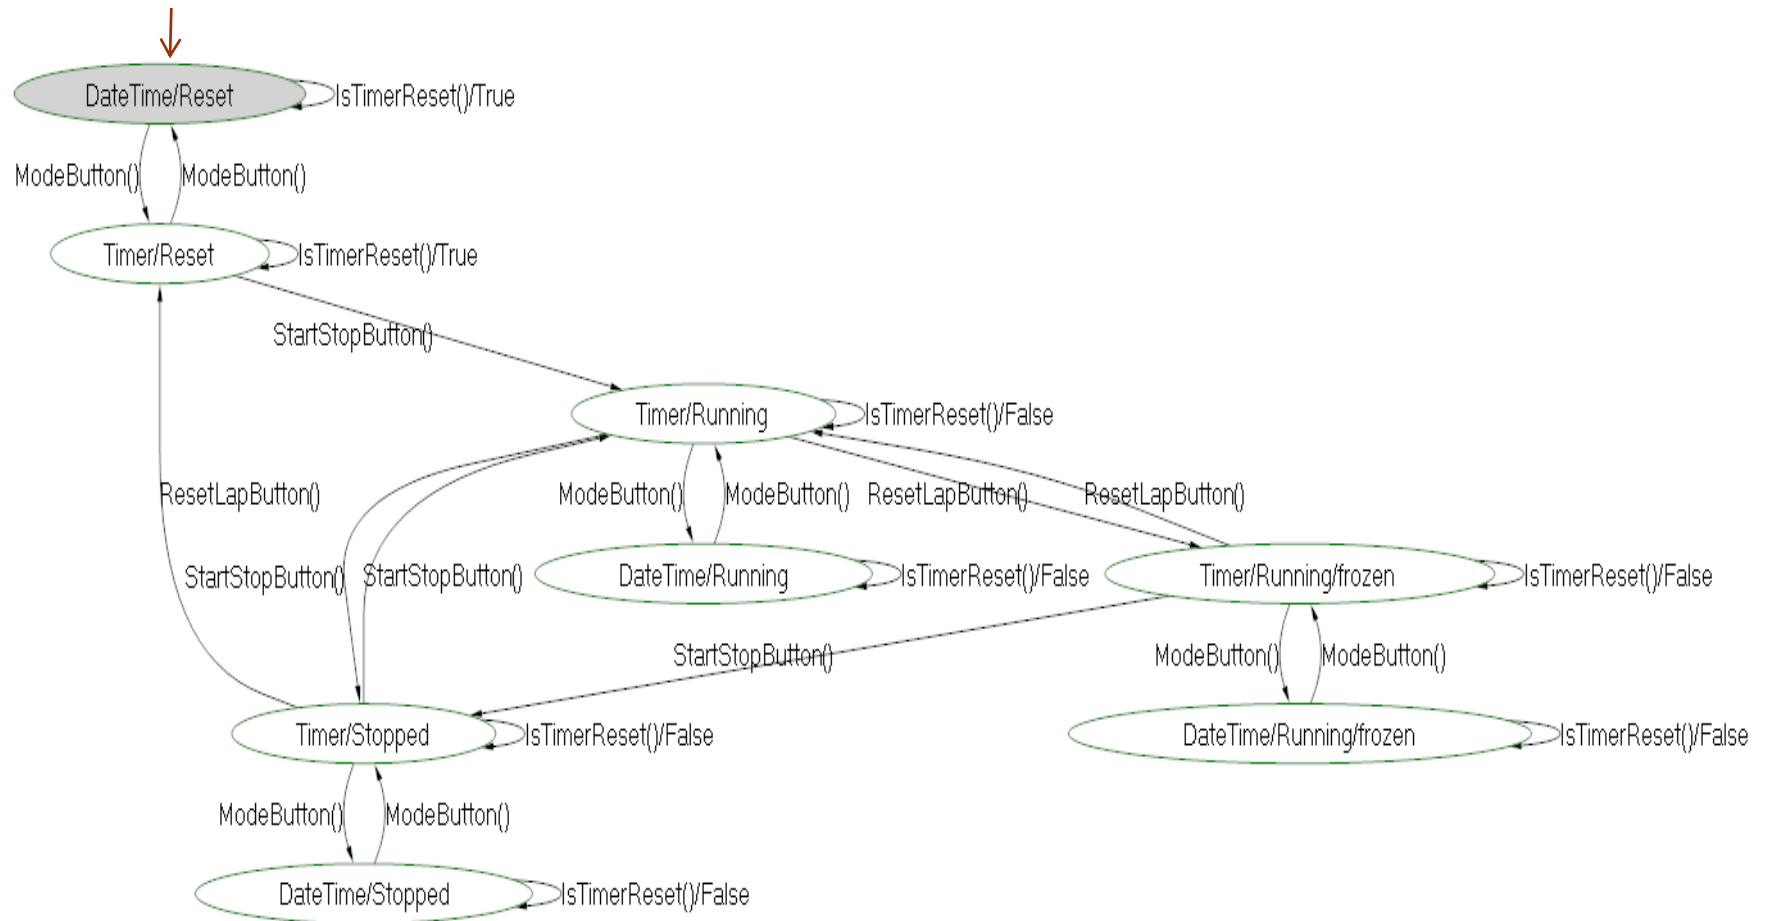 DateTime/Reset
IsTimerReset()/True
ModeButton()
ModeButton()
Timer/Reset
IsTimerReset()/True
StartStopButton()
Timer/Running
IsTimerReset()/False
ResetLapButton()
ModeButton()
ModeButton()
ResetLapButton()
ResetLapButton()
StartStopButton()
StartStopButton()
DateTime/Running
IsTimerReset()/False
Timer/Running/frozen
IsTimerReset()/False
StartStopButton()
ModeButton()
ModeButton()
Timer/Stopped
IsTimerReset()/False
DateTime/Running/frozen
IsTimerReset()/False
ModeButton()
ModeButton()
DateTime/Stopped
IsTimerReset()/False